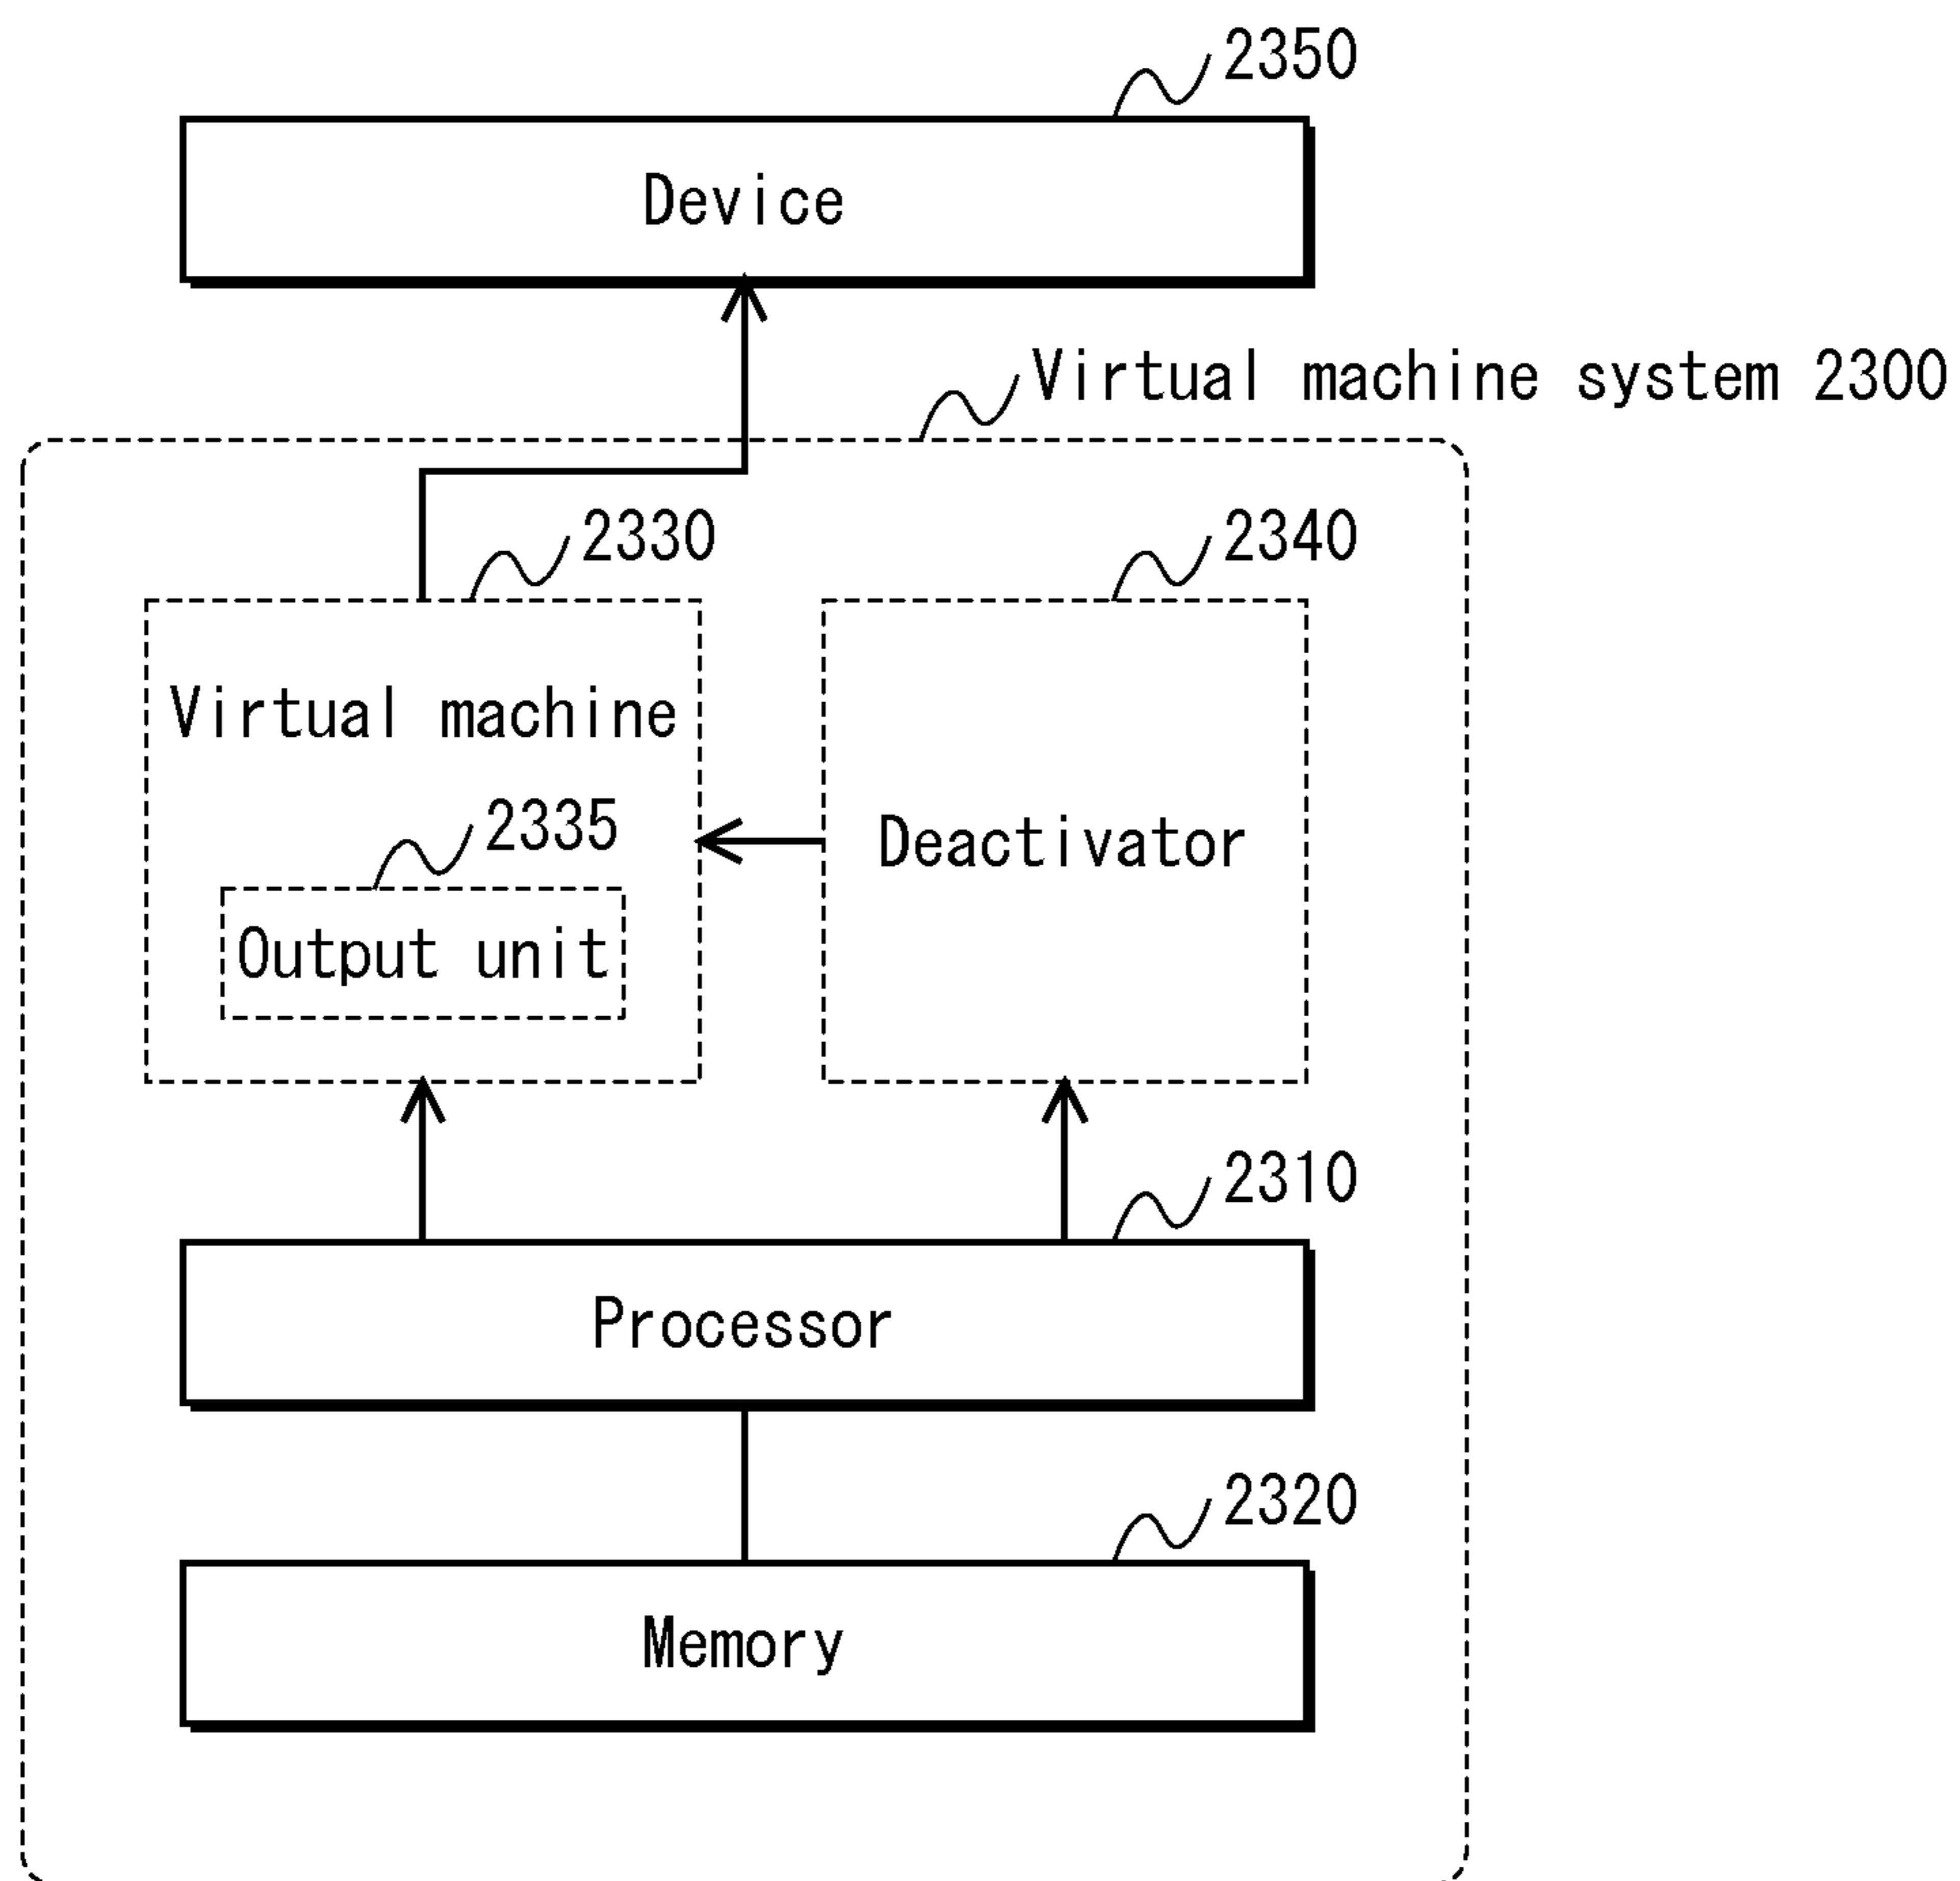 2350
Device
Virtual machine system 2300
2330
2340
Virtual machine
2335
Deactivator
Output unit
2310
Processor
2320
Memory